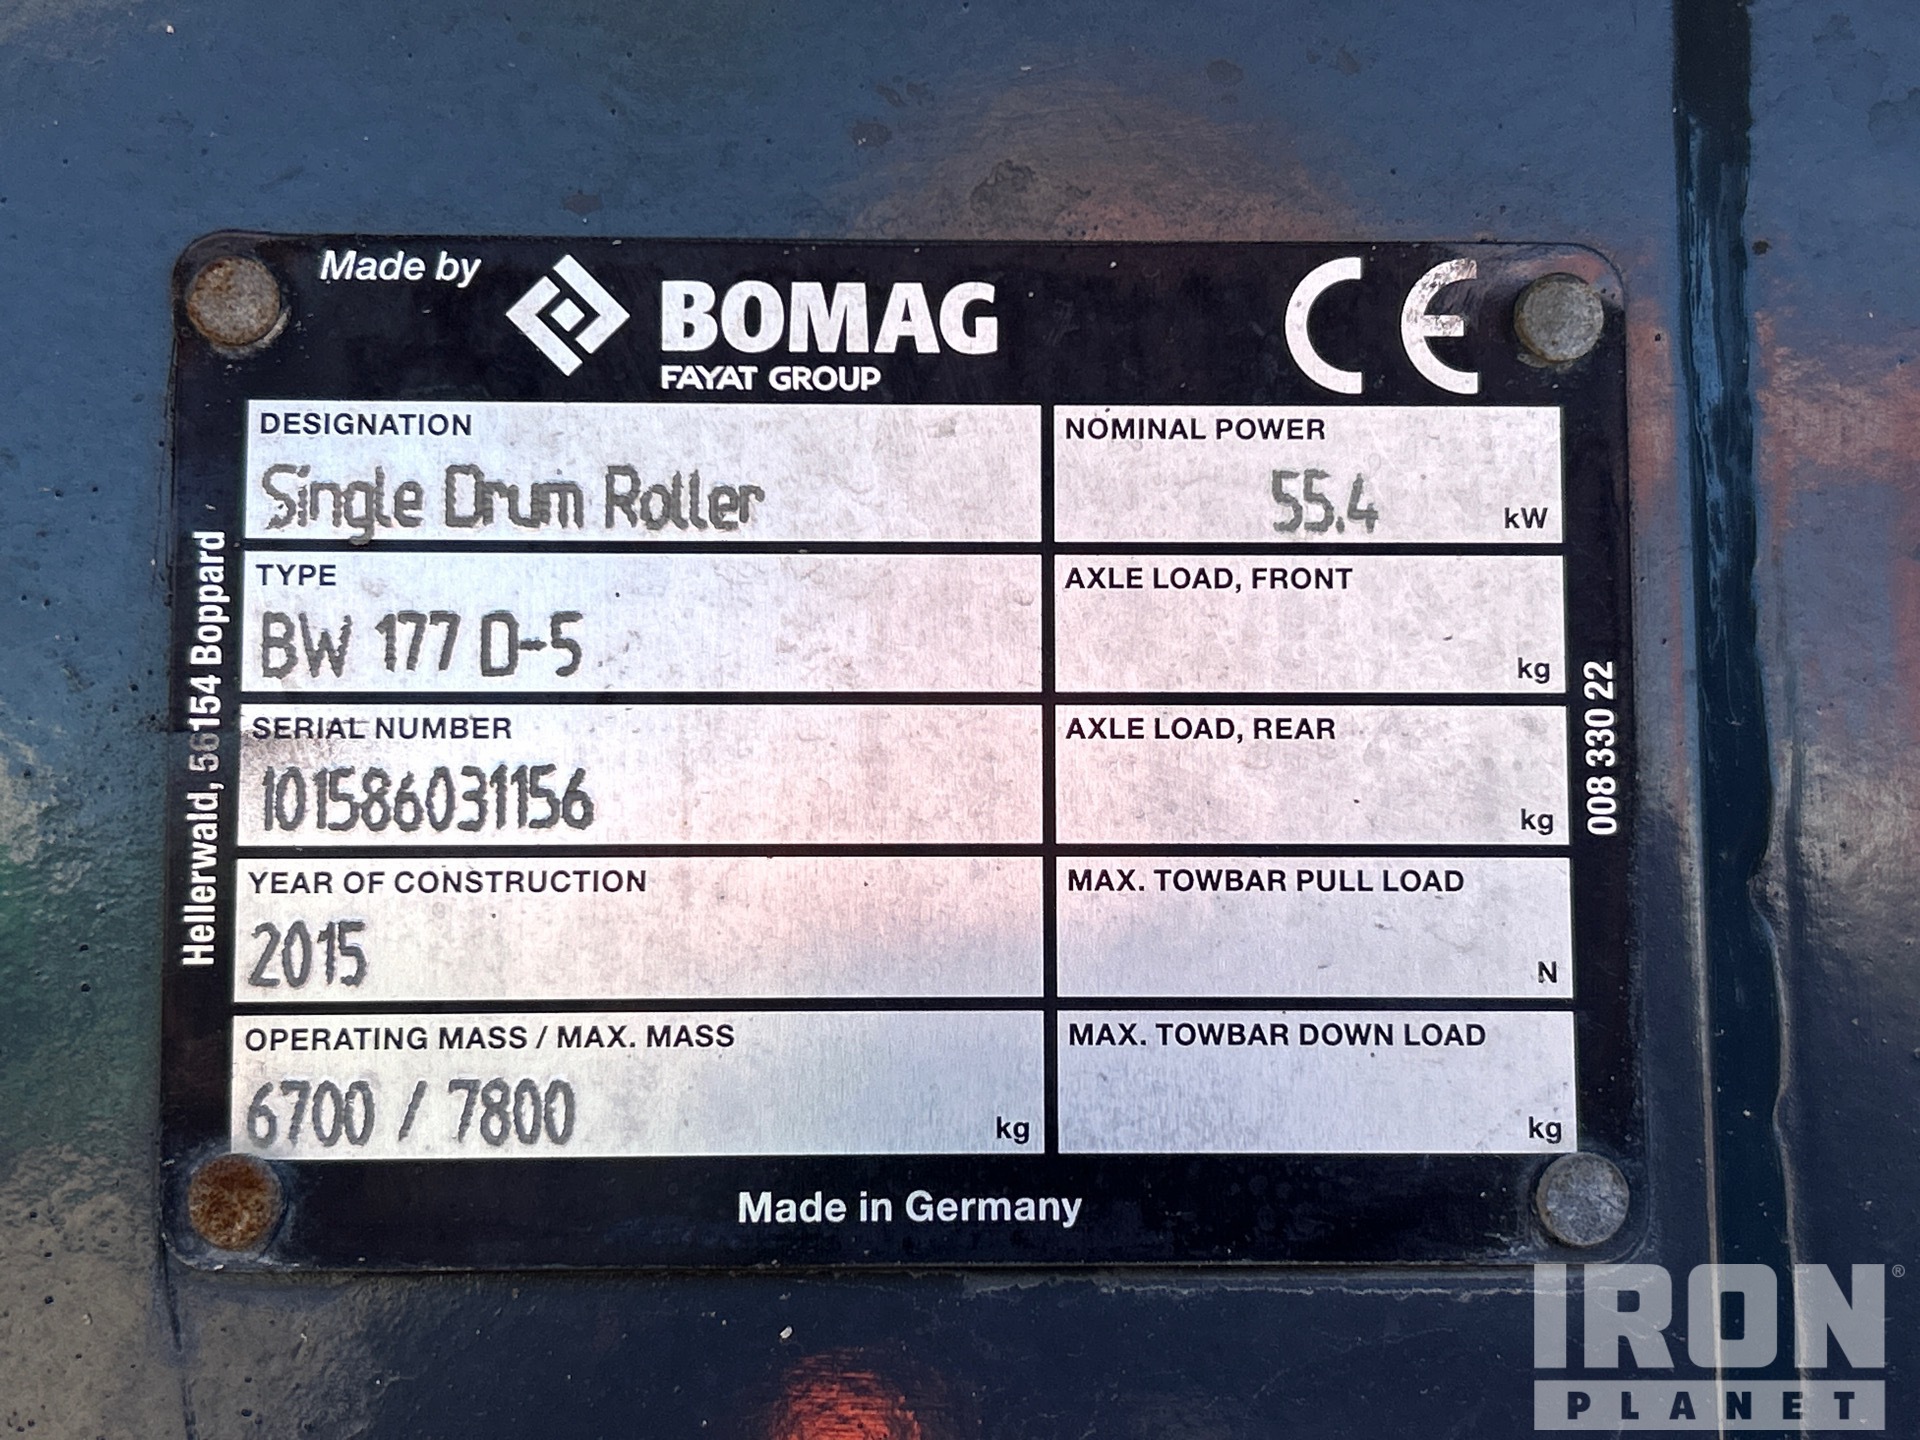 Made by
BOMAG
FAYAT GROUP
CE
DESIGNATION
Single Drum Roller
NOMINAL POWER
55.4 kW
TYPE
BW 177 D-5
AXLE LOAD, FRONT
kg
SERIAL NUMBER
101586031156
AXLE LOAD, REAR
kg
YEAR OF CONSTRUCTION
2015
MAX. TOWBAR PULL LOAD
N
OPERATING MASS / MAX. MASS
6700 / 7800 kg
MAX. TOWBAR DOWN LOAD
kg
Hellerwald, 56154 Boppard
008 330 22
Made in Germany
IRON ®
PLANET